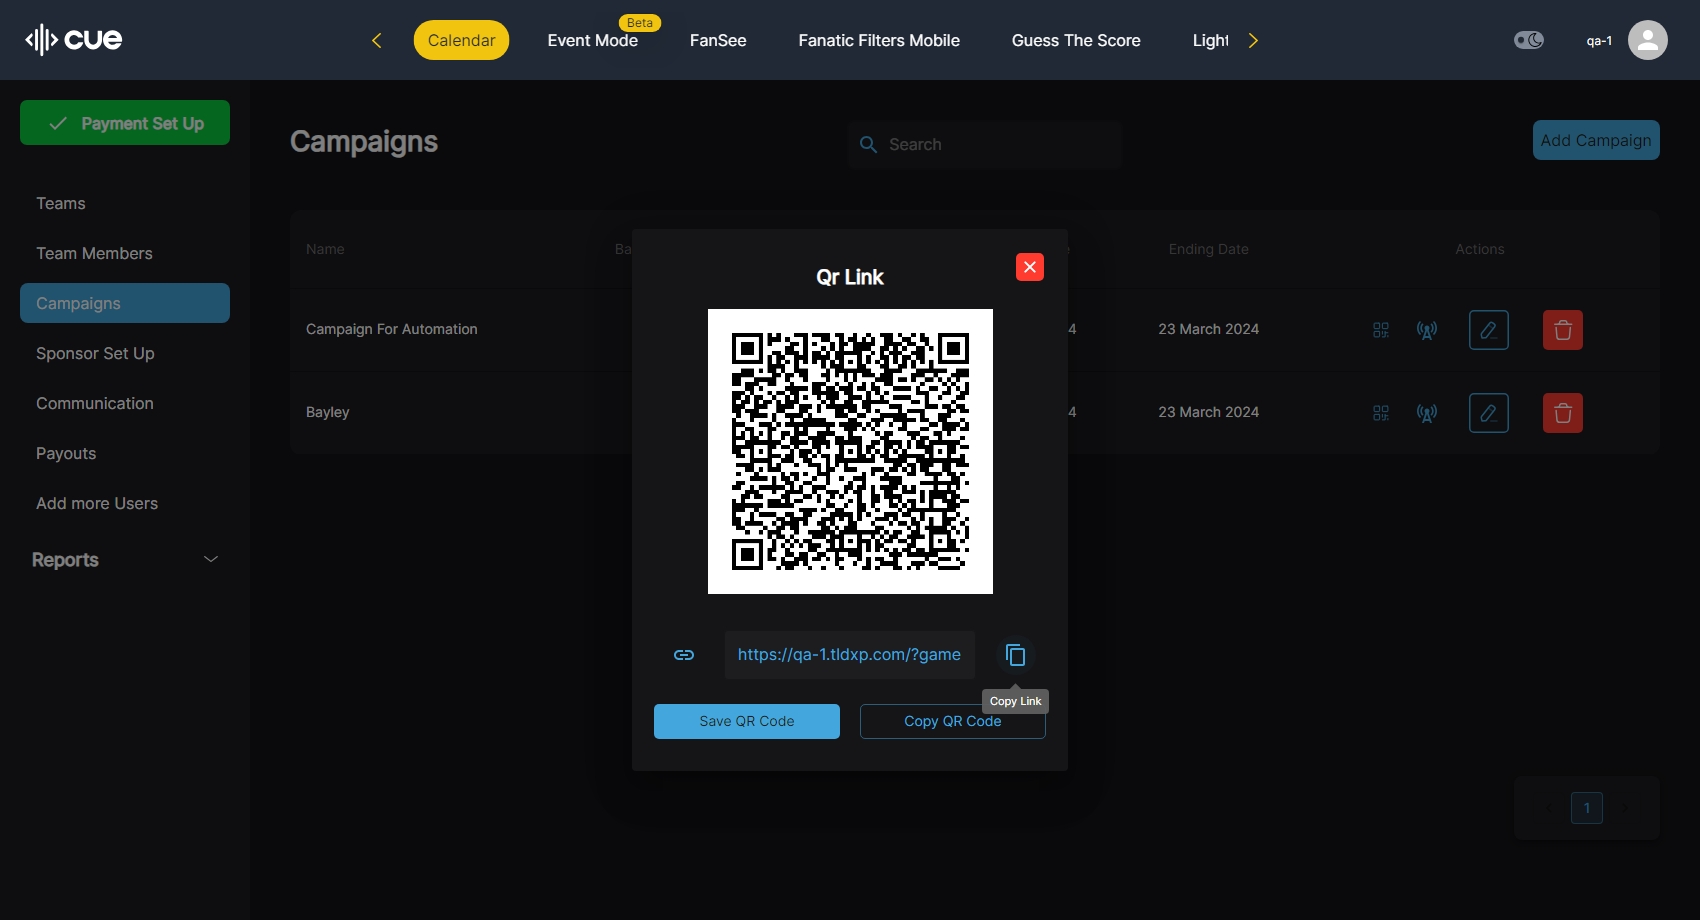 cue
Calendar
Event Mode
Beta
FanSee
Fanatic Filters Mobile
Guess The Score
Light
qa-1
Payment Set Up
Teams
Team Members
Campaigns
Sponsor Set Up
Communication
Payouts
Add more Users
Reports
Campaigns
Search
Add Campaign
Name
Ba
Ending Date
Actions
Campaign For Automation
4
23 March 2024
Bayley
4
23 March 2024
Qr Link
https://qa-1.tldxp.com/?game
Copy Link
Save QR Code
Copy QR Code
1